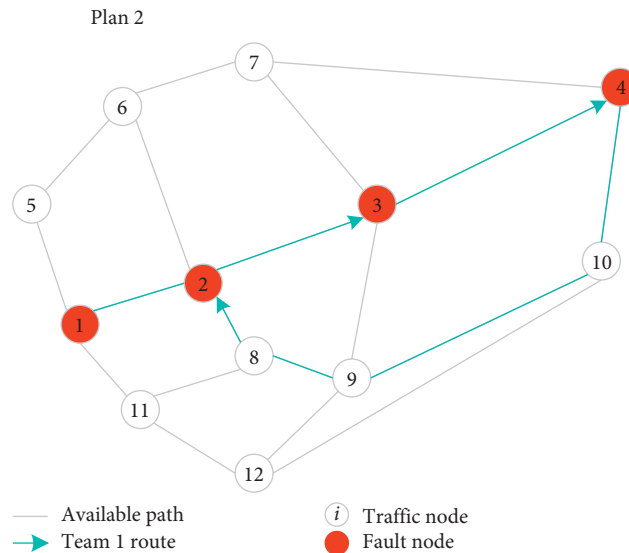 Plan 2
7
4
6
5
3
10
2
1
8
9
11
12
Available path
i Traffic node
Team 1 route
Fault node